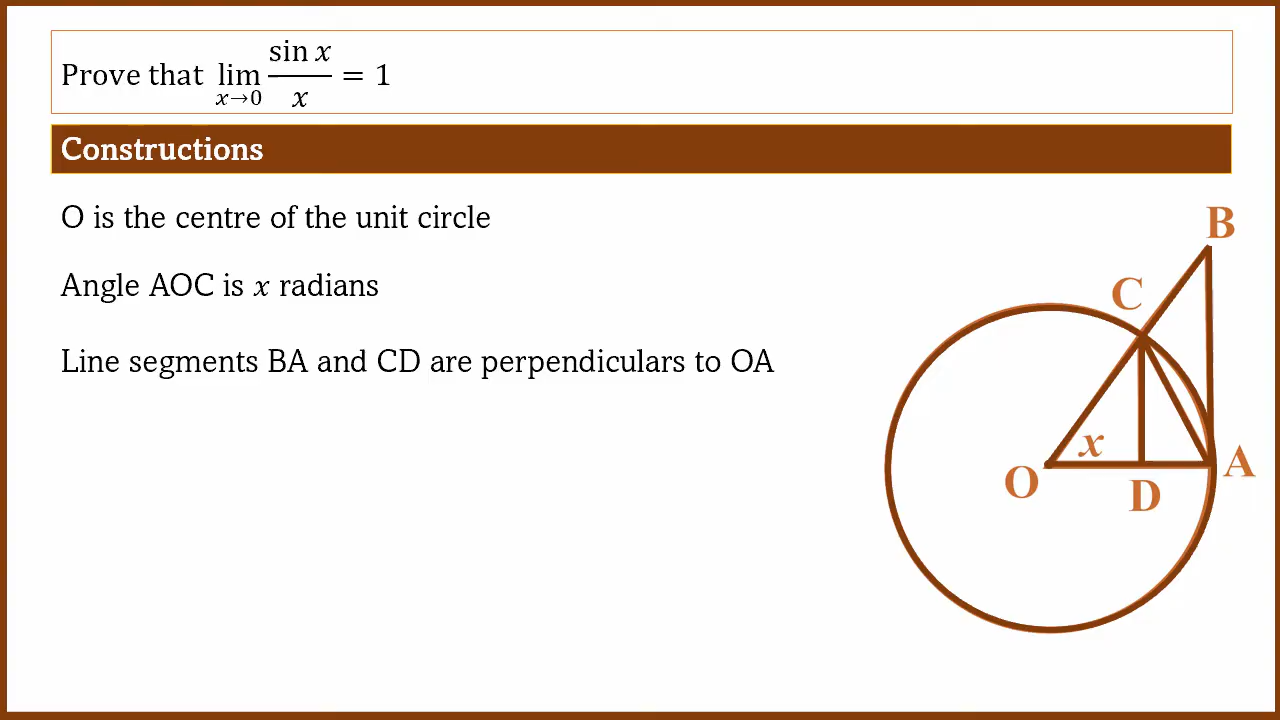 Prove that lim x→0 sin x / x = 1
Constructions
O is the centre of the unit circle
Angle AOC is x radians
Line segments BA and CD are perpendiculars to OA
B
C
x
A
O
D